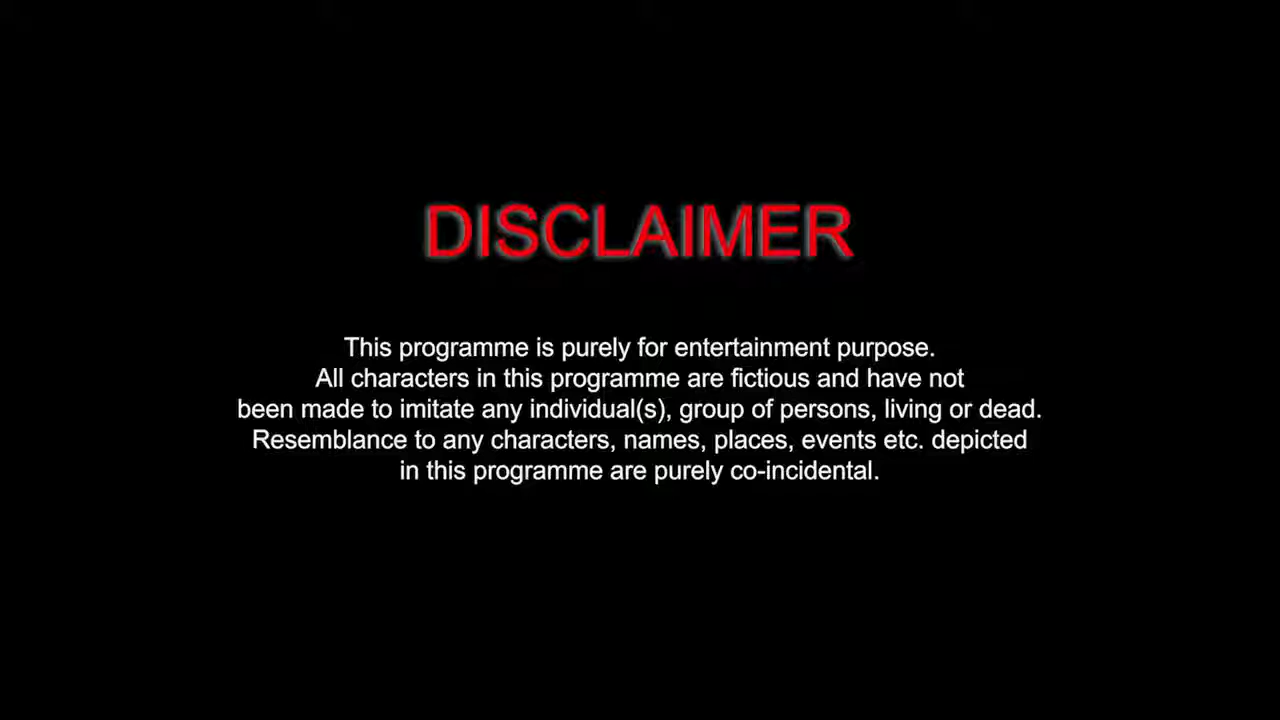 DISCLAIMER
This programme is purely for entertainment purpose.
All characters in this programme are fictious and have not
been made to imitate any individual(s), group of persons, living or dead.
Resemblance to any characters, names, places, events etc. depicted
in this programme are purely co-incidental.